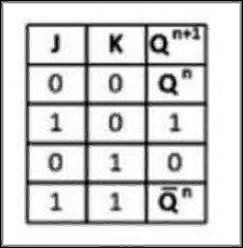 J K Qⁿ⁺¹
0 0 Qⁿ
1 0 1
0 1 0
1 1 Q̅ⁿ